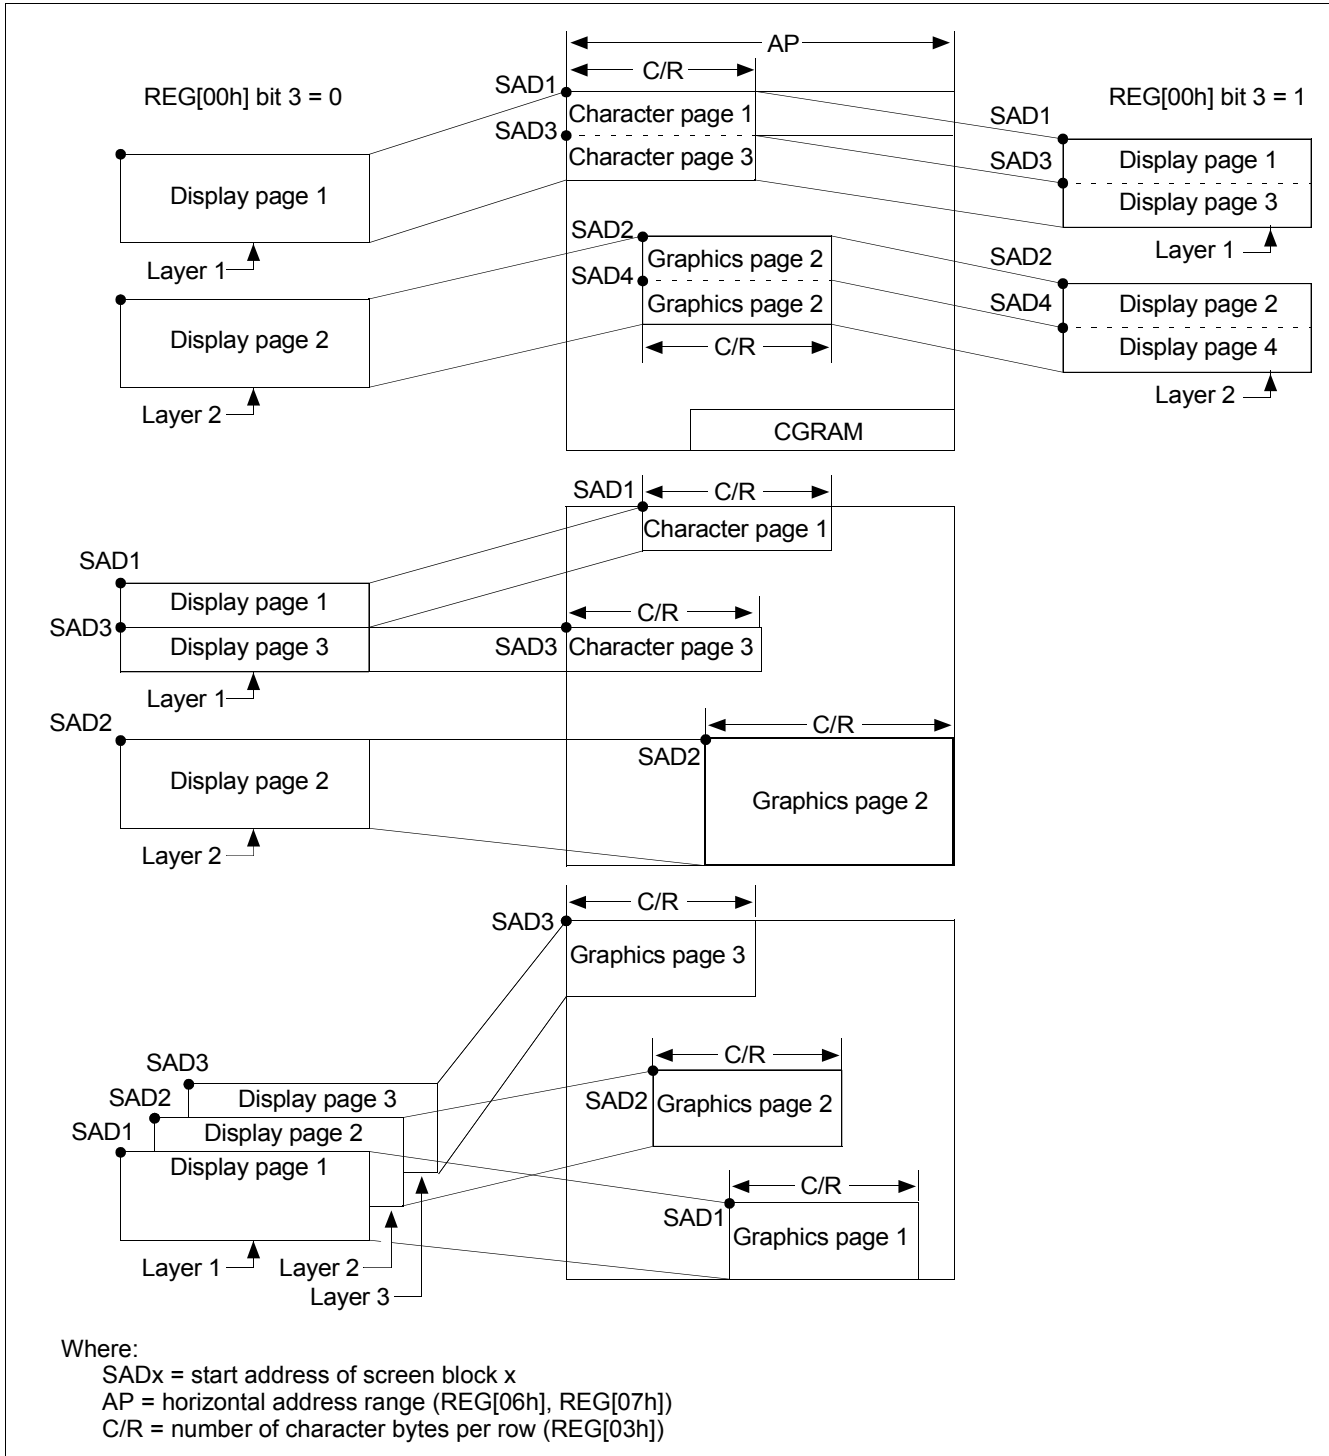 AP
C/R
REG[00h] bit 3 = 0
SAD1
REG[00h] bit 3 = 1
Character page 1
SAD1
SAD3
Character page 3
Display page 1
SAD3
Display page 1
Display page 3
SAD2
Layer 1
Layer 1
Graphics page 2
SAD2
SAD4
Graphics page 2
Display page 2
SAD4
Display page 2
C/R
Display page 4
Layer 2
Layer 2
CGRAM
SAD1
C/R
Character page 1
SAD1
Display page 1
C/R
SAD3
Display page 3
SAD3
Character page 3
Layer 1
SAD2
C/R
SAD2
Display page 2
Graphics page 2
Layer 2
C/R
SAD3
Graphics page 3
C/R
SAD3
SAD2
Display page 3
SAD2
Graphics page 2
SAD1
Display page 2
Display page 1
C/R
SAD1
Graphics page 1
Layer 1
Layer 2
Layer 3
Where:
SADx = start address of screen block x
AP = horizontal address range (REG[06h], REG[07h])
C/R = number of character bytes per row (REG[03h])